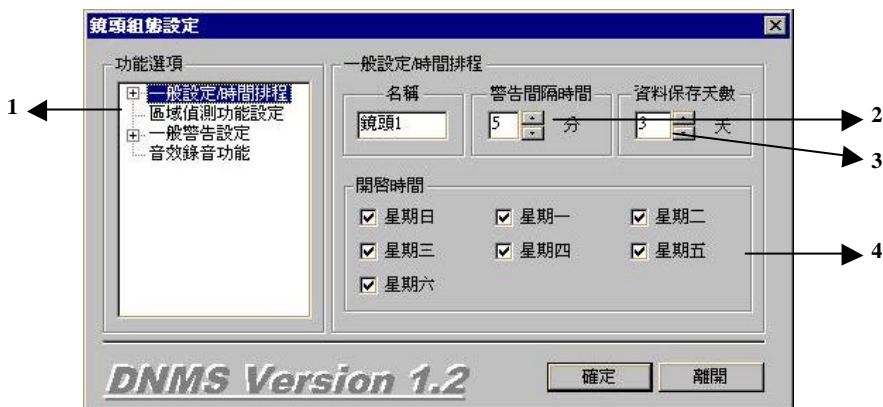 鏡頭組態設定
功能選項
一般設定/時間排程
區域偵測功能設定
一般警告設定
音效錄音功能
1
一般設定/時間排程
名稱
鏡頭1
警告間隔時間
5 分
資料保存天數
3 天
2
3
開啓時間
星期日 星期一 星期二
星期三 星期四 星期五
星期六
4
DNMS Version 1.2
確定 離開